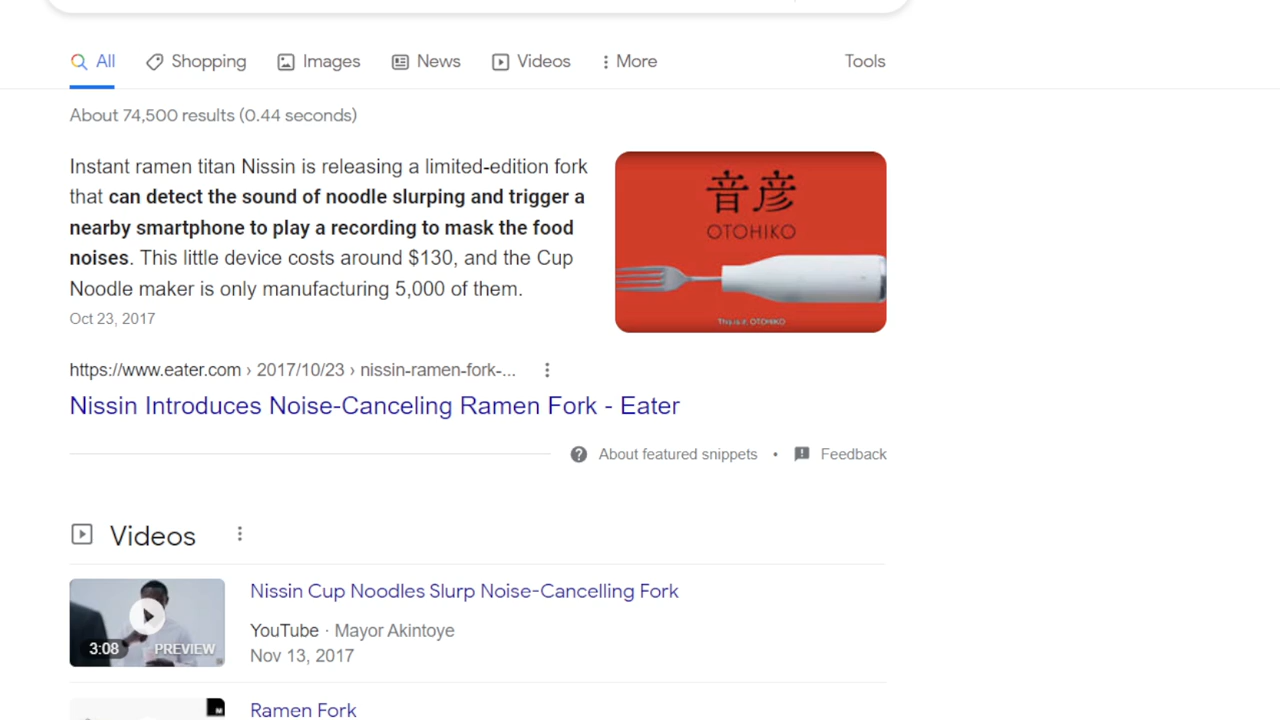 All Shopping Images News Videos More Tools
About 74,500 results (0.44 seconds)
Instant ramen titan Nissin is releasing a limited-edition fork
that can detect the sound of noodle slurping and trigger a
nearby smartphone to play a recording to mask the food
noises. This little device costs around $130, and the Cup
Noodle maker is only manufacturing 5,000 of them.
Oct 23, 2017
音彦
OTOHIKO
This is OTOHIKO
https://www.eater.com › 2017/10/23 › nissin-ramen-fork-...
Nissin Introduces Noise-Canceling Ramen Fork - Eater
About featured snippets • Feedback
Videos
3:08 PREVIEW
Nissin Cup Noodles Slurp Noise-Cancelling Fork
YouTube · Mayor Akintoye
Nov 13, 2017
Ramen Fork